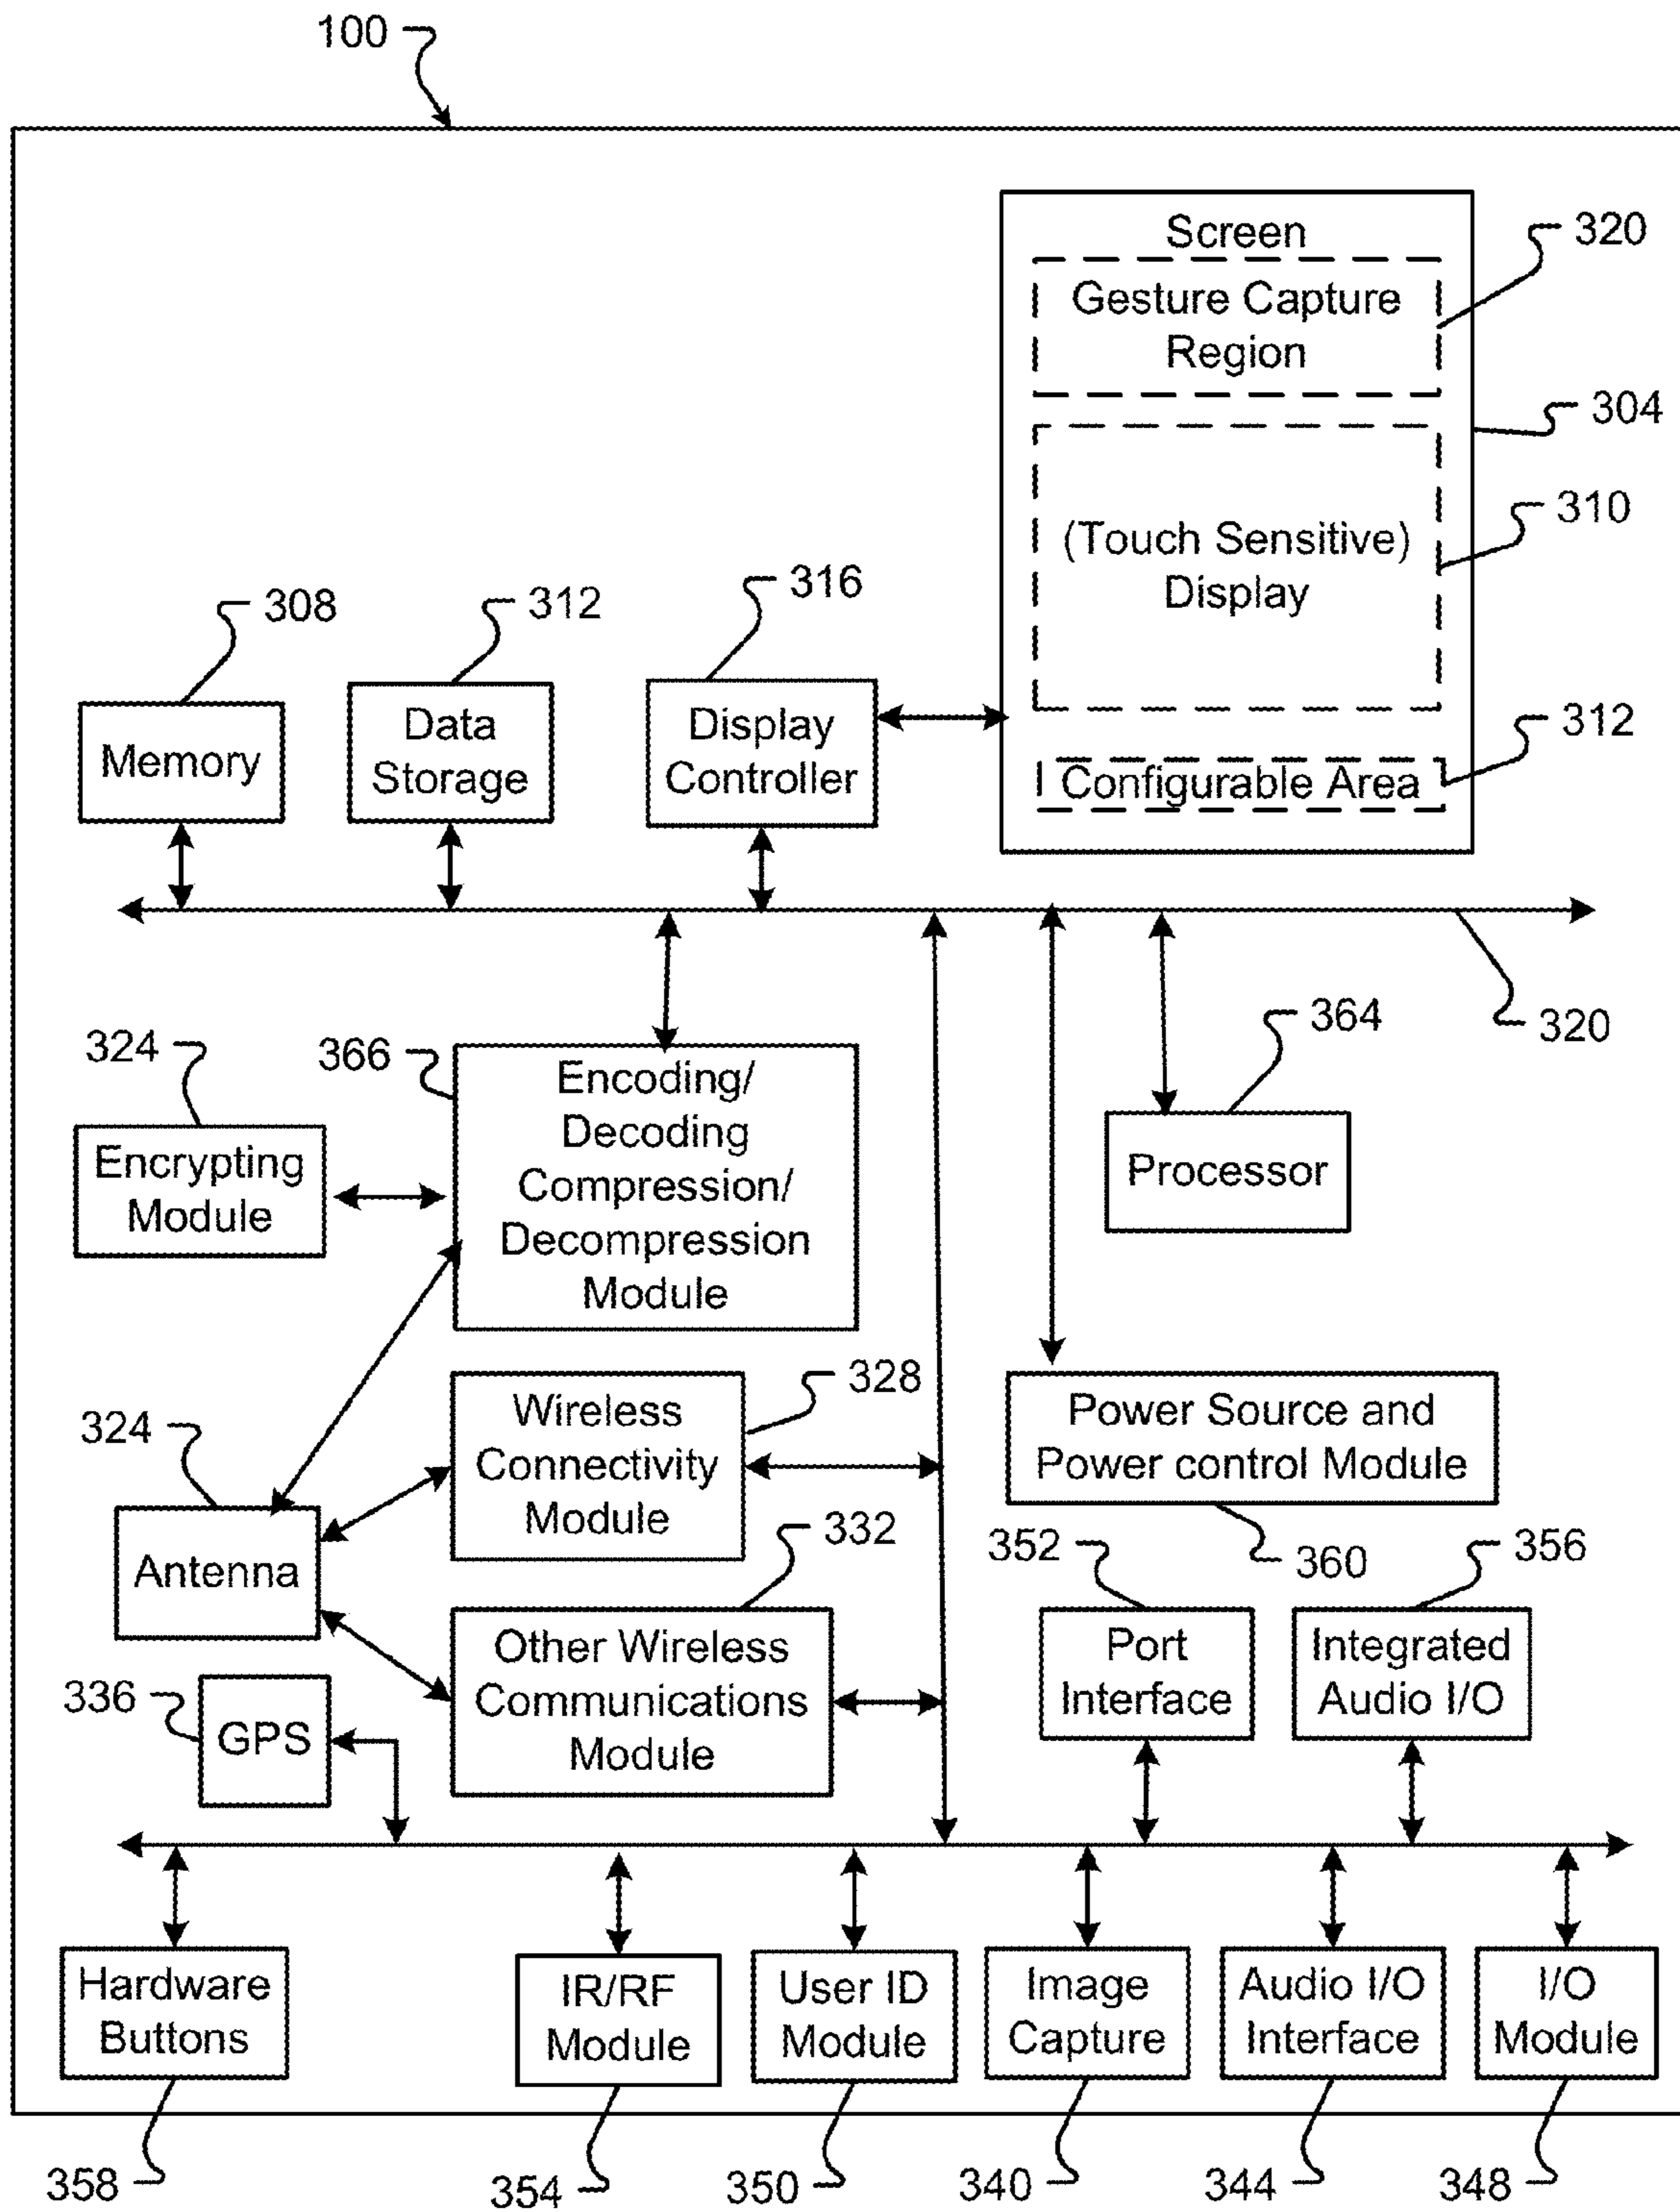 100
Screen
320
Gesture Capture
Region
304
310
(Touch Sensitive)
Display
316
312
308
312
Memory
Data
Storage
Display
Controller
Configurable Area
320
364
324
366
Encoding/
Decoding
Compression/
Decompression
Module
Encrypting
Module
Processor
328
Wireless
Connectivity
Module
324
Power Source and
Power control Module
332
352
360
356
Antenna
Other Wireless
Communications
Module
Port
Interface
Integrated
Audio I/O
336
GPS
Hardware
Buttons
IR/RF
Module
User ID
Module
Image
Capture
Audio I/O
Interface
I/O
Module
358
354
350
340
344
348